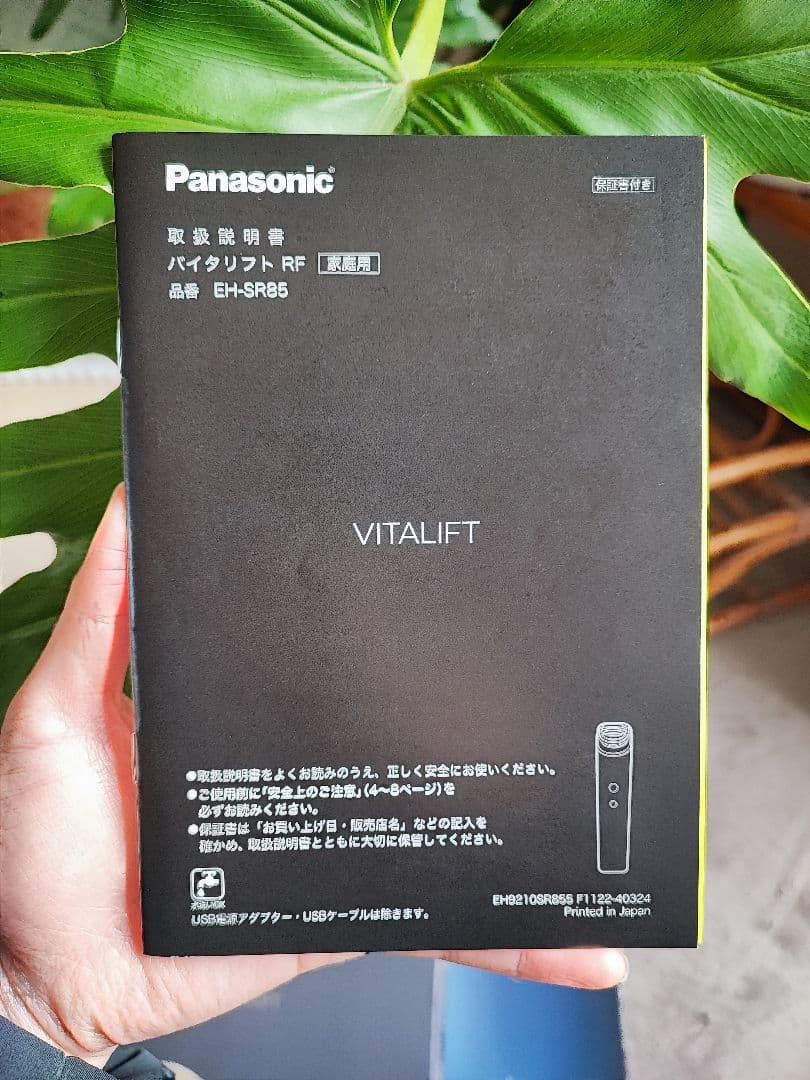 Panasonic®
保証書付き
取扱説明書
バイタリフト RF 家庭用
品番 EH-SR85
VITALIFT
●取扱説明書をよくお読みのうえ、正しく安全にお使いください。
●ご使用前に「安全上のご注意」(4～8ページ)を
必ずお読みください。
●保証書は「お買い上げ日・販売店名」などの記入を
確かめ、取扱説明書とともに大切に保管してください。
USB電源アダプター・USBケーブルは除きます。
EH9210SR855 F1122-40324
Printed in Japan